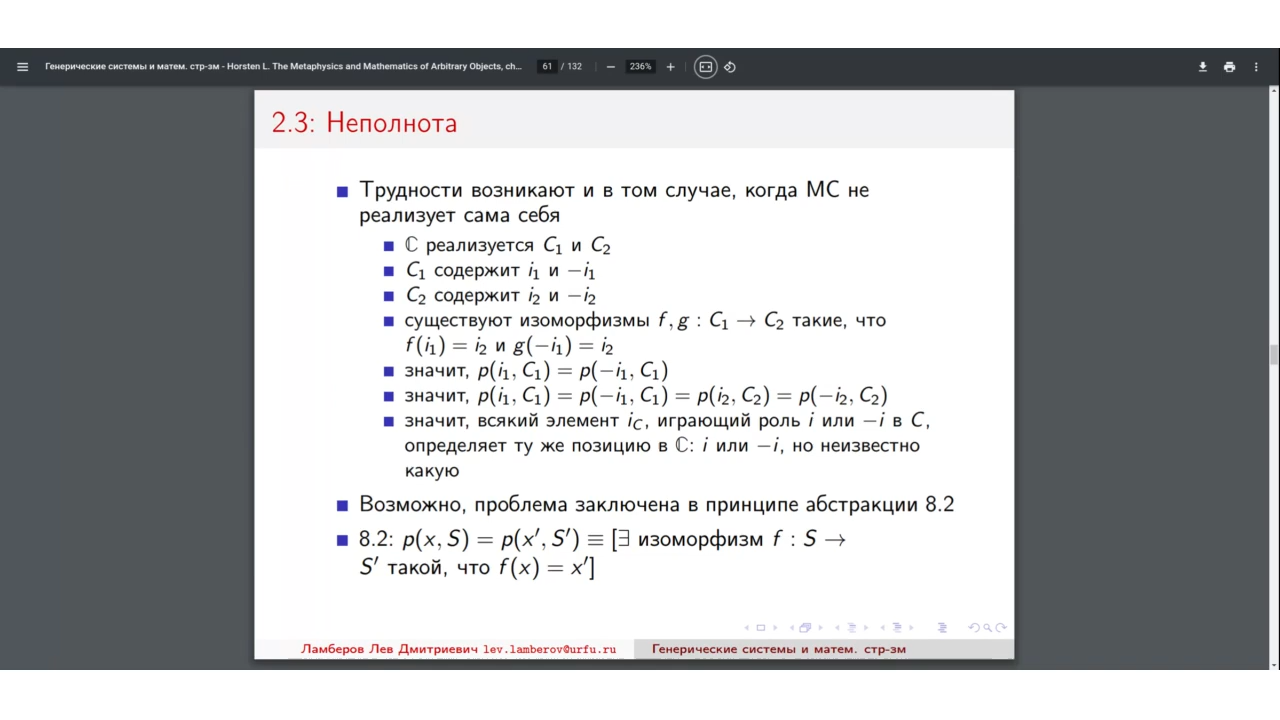 Генерические системы и матем. стр-зм - Horsten L. The Metaphysics and Mathematics of Arbitrary Objects, ch...
61 / 132
236%
2.3: Неполнота
Трудности возникают и в том случае, когда МС не
реализует сама себя
ℂ реализуется C₁ и C₂
C₁ содержит i₁ и −i₁
C₂ содержит i₂ и −i₂
существуют изоморфизмы f, g : C₁ → C₂ такие, что
f(i₁) = i₂ и g(−i₁) = i₂
значит, p(i₁, C₁) = p(−i₁, C₁)
значит, p(i₁, C₁) = p(−i₁, C₁) = p(i₂, C₂) = p(−i₂, C₂)
значит, всякий элемент i_C, играющий роль i или −i в C,
определяет ту же позицию в ℂ: i или −i, но неизвестно
какую
Возможно, проблема заключена в принципе абстракции 8.2
8.2: p(x, S) = p(x′, S′) ≡ [∃ изоморфизм f : S →
S′ такой, что f(x) = x′]
Ламберов Лев Дмитриевич lev.lamberov@urfu.ru
Генерические системы и матем. стр-зм